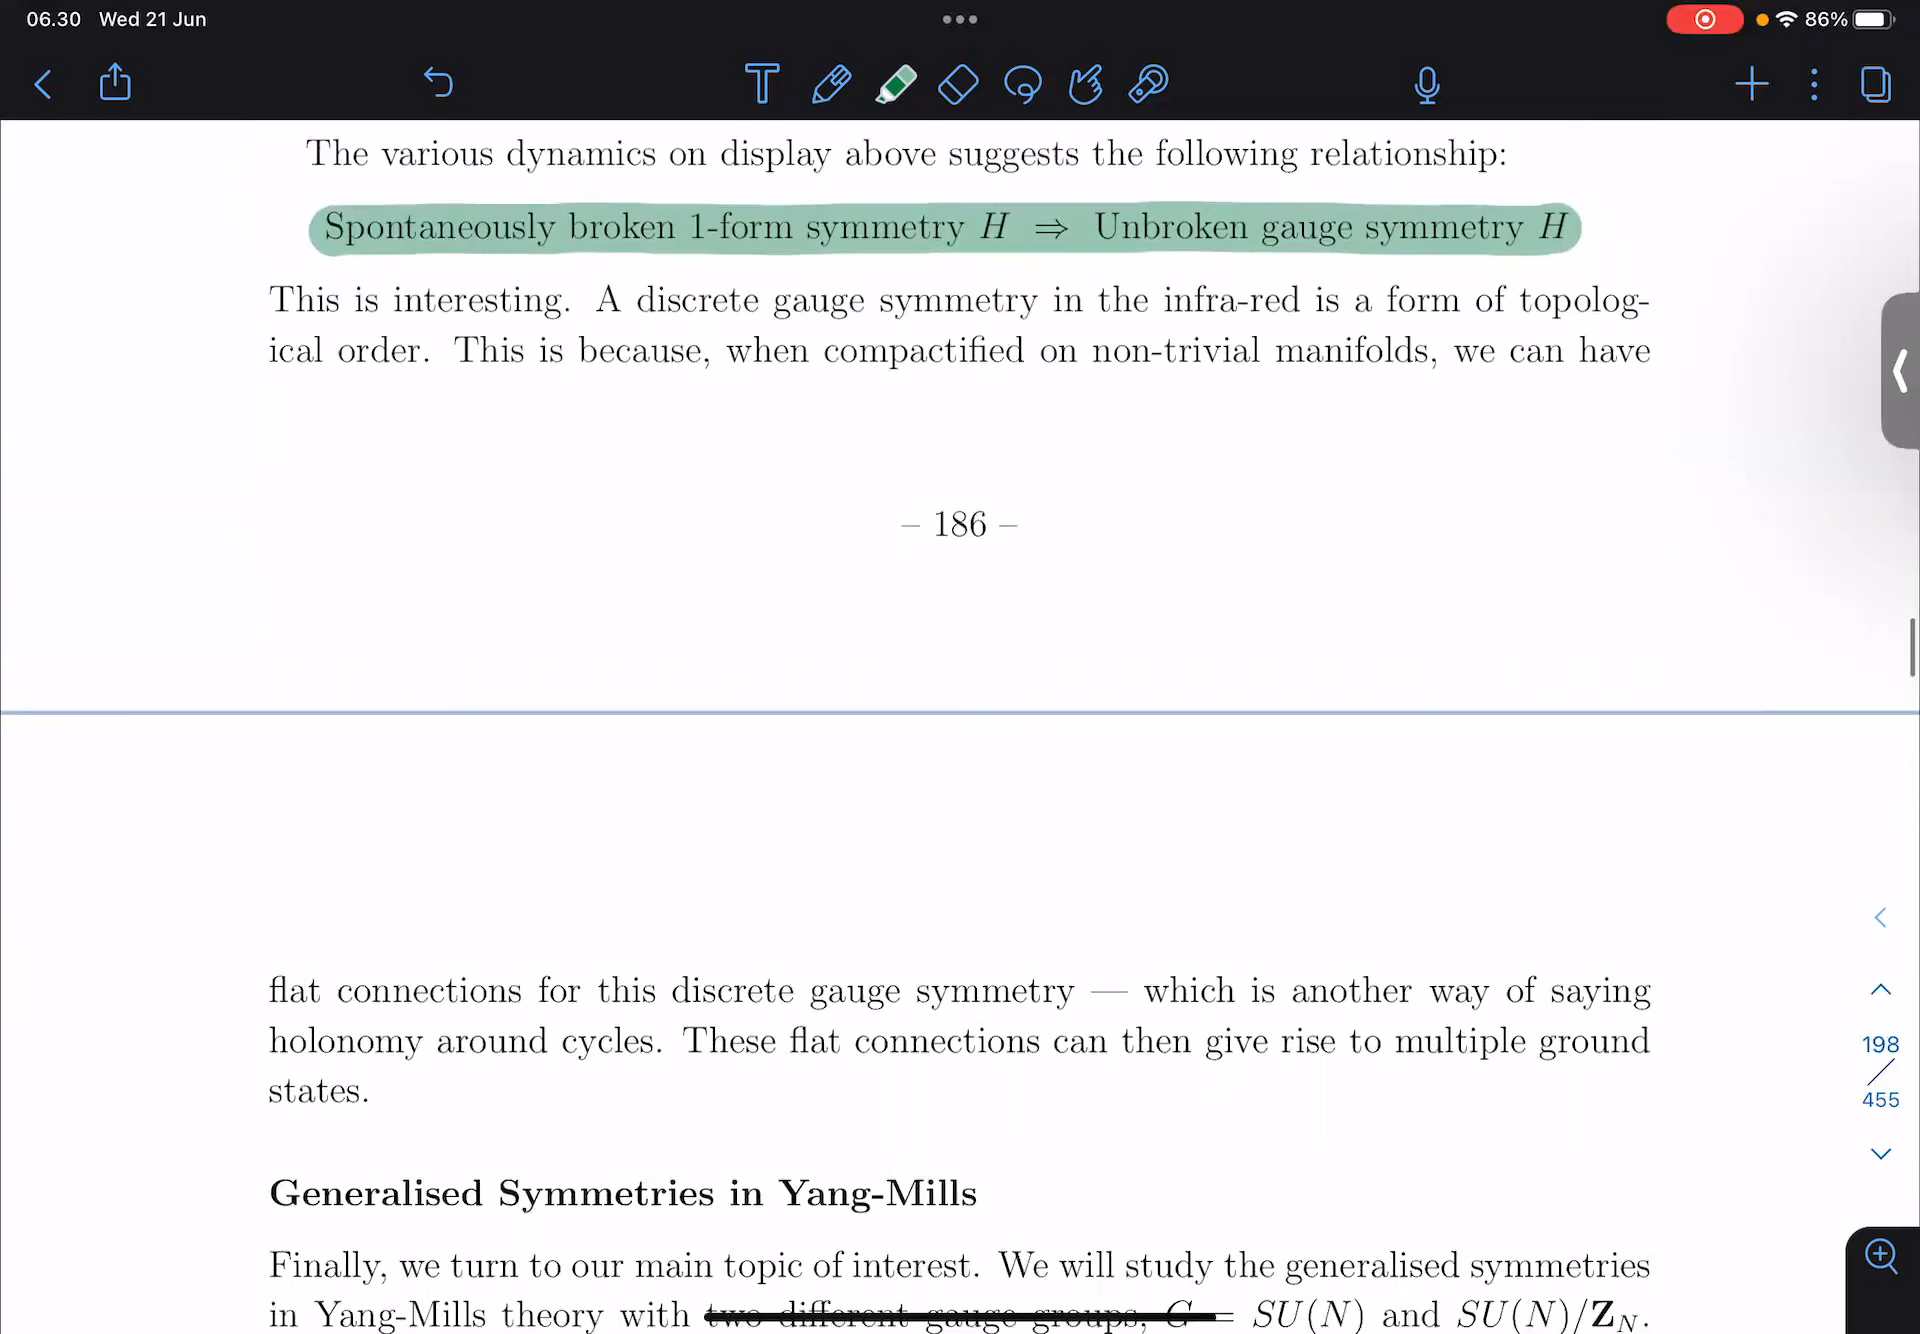 06.30 Wed 21 Jun
86%
The various dynamics on display above suggests the following relationship:
Spontaneously broken 1-form symmetry H ⇒ Unbroken gauge symmetry H
This is interesting. A discrete gauge symmetry in the infra-red is a form of topolog-
ical order. This is because, when compactified on non-trivial manifolds, we can have
– 186 –
flat connections for this discrete gauge symmetry — which is another way of saying
holonomy around cycles. These flat connections can then give rise to multiple ground
states.
198
/
455
Generalised Symmetries in Yang-Mills
Finally, we turn to our main topic of interest. We will study the generalised symmetries
in Yang-Mills theory with two different gauge groups, G = SU(N) and SU(N)/Z_N.